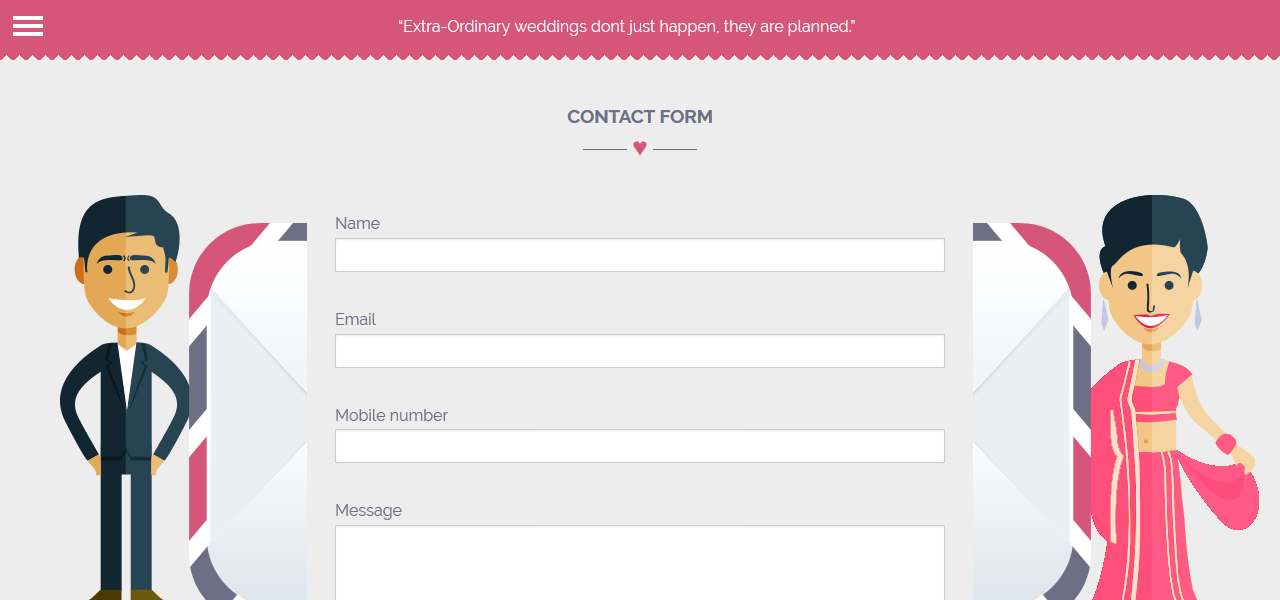 “Extra-Ordinary weddings dont just happen, they are planned.”
CONTACT FORM
Name
Email
Mobile number
Message